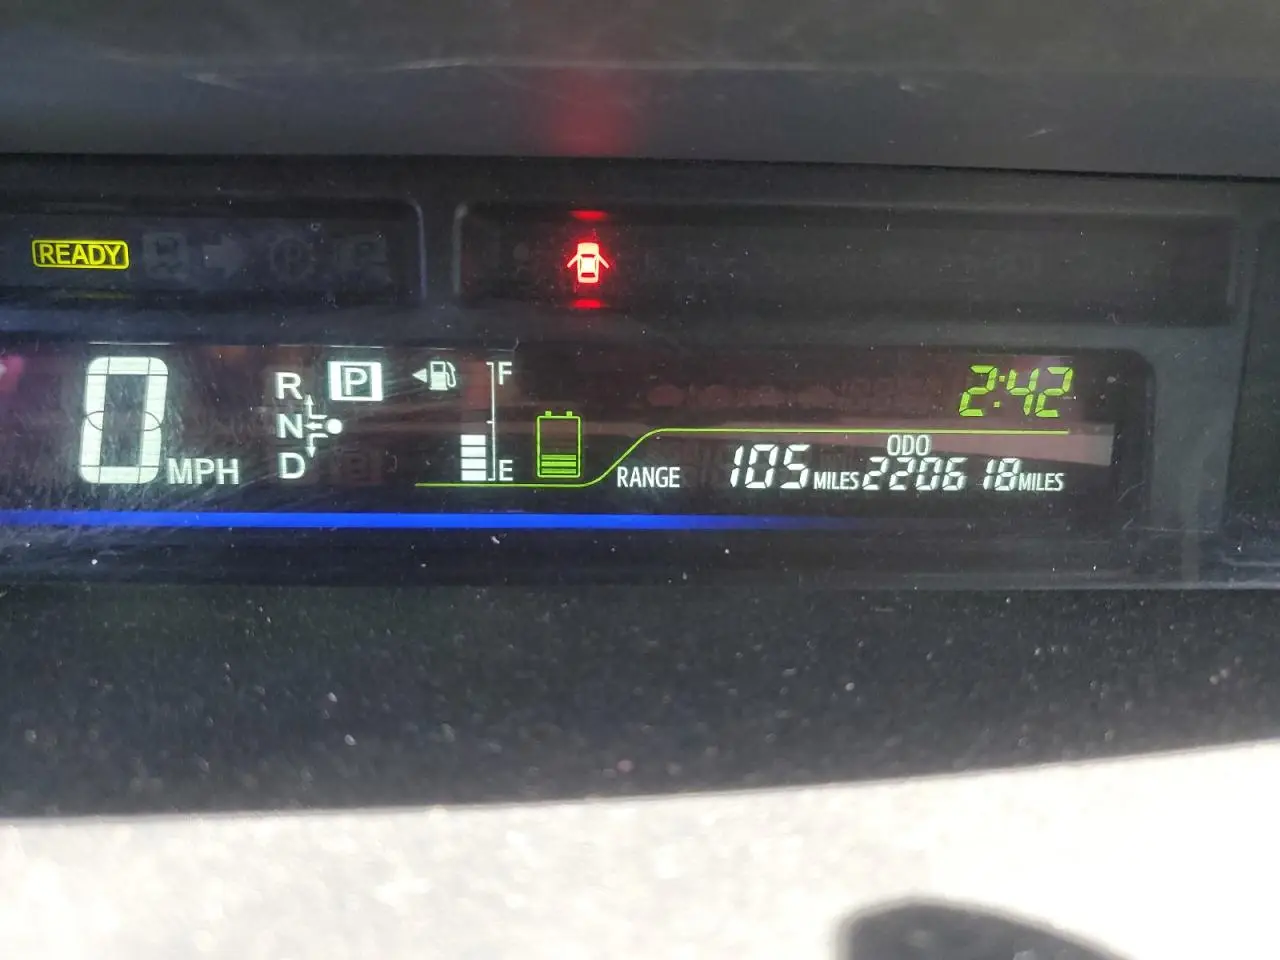 READY
0 MPH
R P
N
D
F
E
2:42
ODO
RANGE 105 MILES 220618 MILES